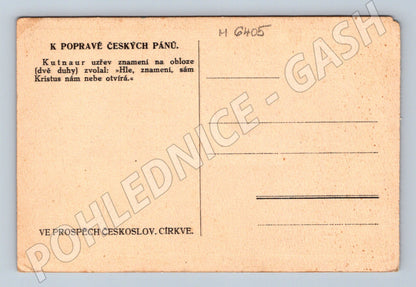 M 6405
K POPRAVĚ ČESKÝCH PÁNŮ.
Kutnaur uzřev znamení na obloze
(dvě duhy) zvolal: »Hle, znamení, sám
Kristus nám nebe otvírá.«
POHLEDNICE - GASH
VE PROSPĚCH ČESKOSLOV. CÍRKVE.